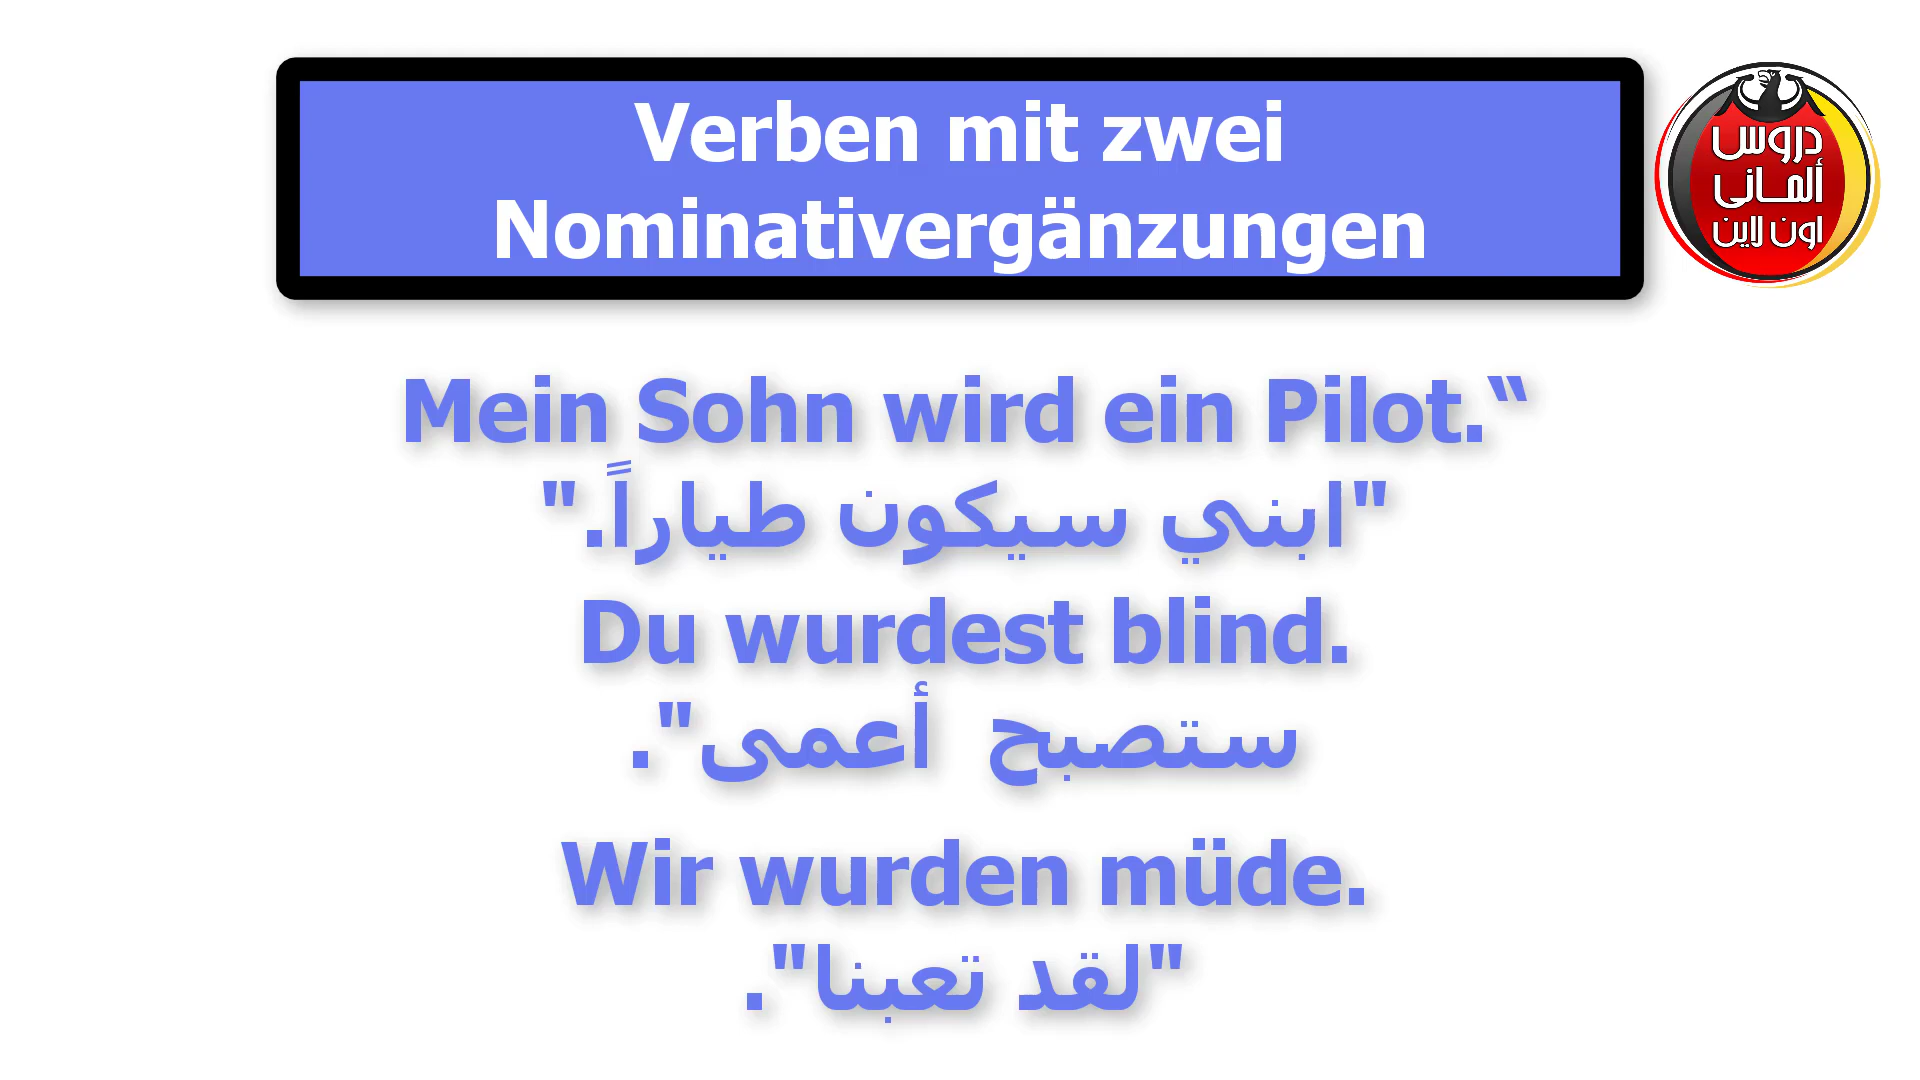 Verben mit zwei
Nominativergänzungen
دروس
ألمانى
اون لاين
Mein Sohn wird ein Pilot.“
"ابني سيكون طياراً."
Du wurdest blind.
ستصبح  أعمى".
Wir wurden müde.
"لقد تعبنا".